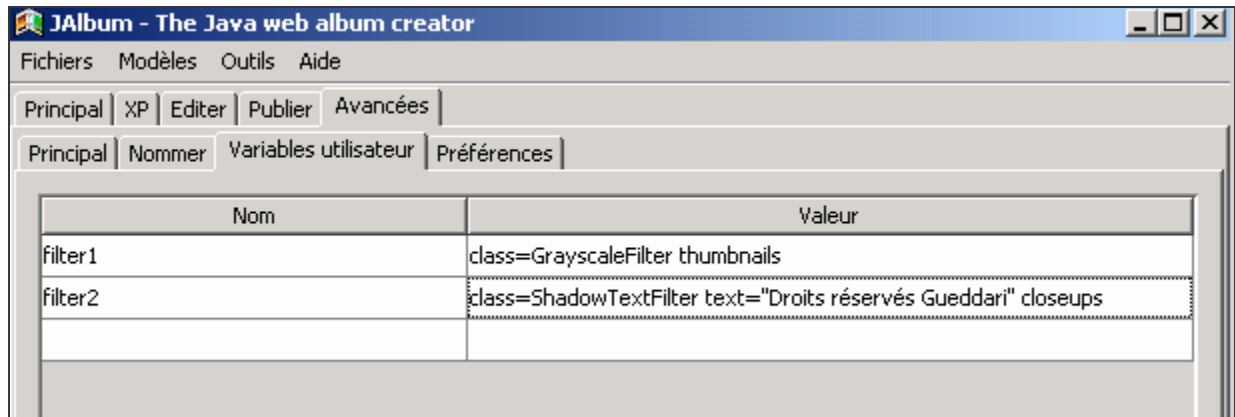 JAlbum - The Java web album creator
Fichiers Modèles Outils Aide
Principal XP Editer Publier Avancées
Principal Nommer Variables utilisateur Préférences
Nom Valeur
filter1 class=GrayscaleFilter thumbnails
filter2 class=ShadowTextFilter text="Droits réservés Gueddari" closeups